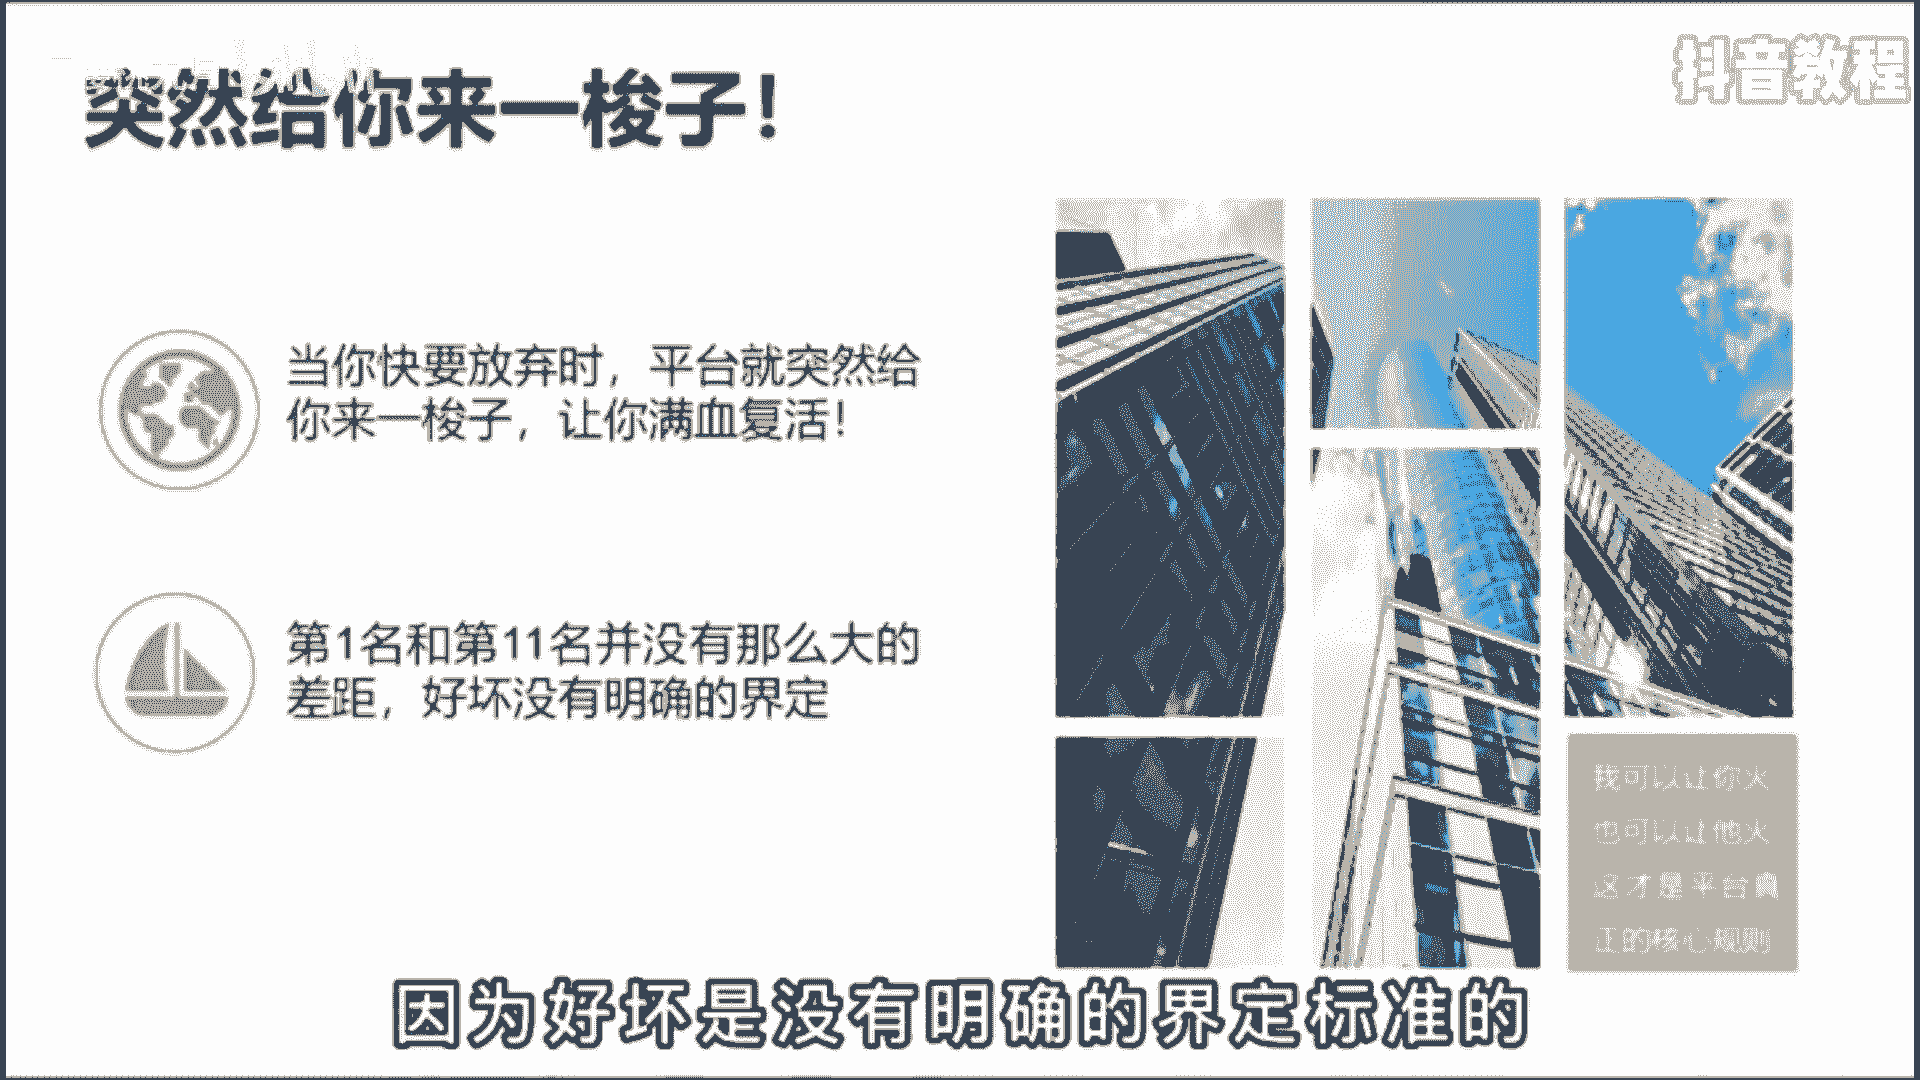 抖音教程
突然给你来一梭子！
当你快要放弃时，平台就突然给
你来一梭子，让你满血复活！
第1名和第11名并没有那么大的
差距，好坏没有明确的界定
我可以让你火
也可以让他火
这才是平台真
正的核心规则
因为好坏是没有明确的界定标准的